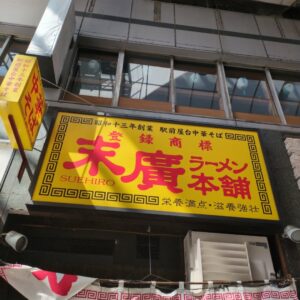 昭和十三年創業 駅前屋台中華そば
登録商標
末廣
SUEHIRO
ラーメン
本舗
栄養満点・滋養強壮